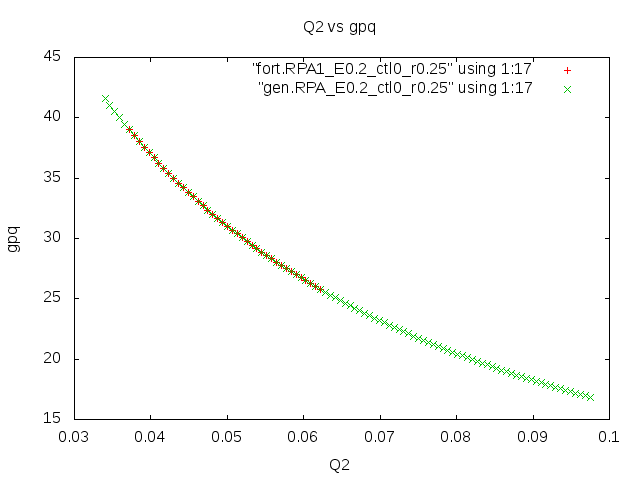 Q2 vs gpq
"fort.RPA1_E0.2_ctl0_r0.25" using 1:17
"gen.RPA_E0.2_ctl0_r0.25" using 1:17
45
40
35
30
25
20
15
gpq
0.03 0.04 0.05 0.06 0.07 0.08 0.09 0.1
Q2